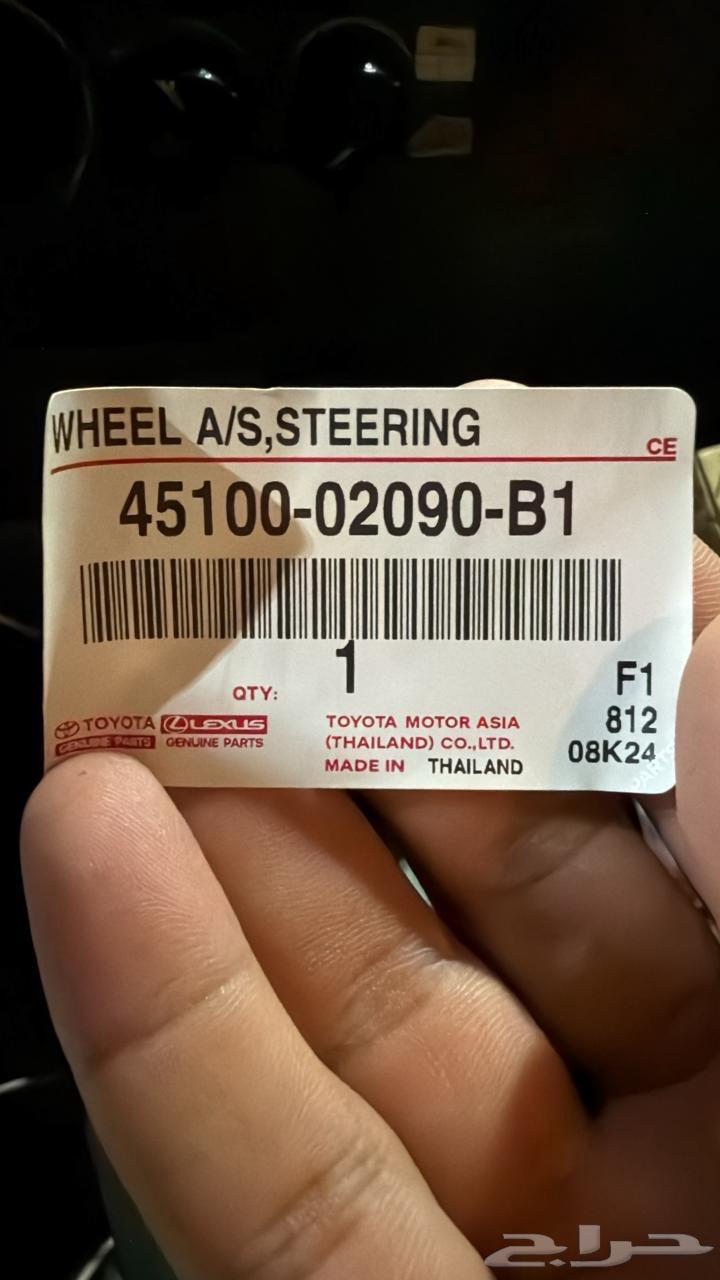 WHEEL A/S,STEERING
CE
45100-02090-B1
QTY: 1
F1
812
08K24
TOYOTA
GENUINE PARTS
LEXUS
GENUINE PARTS
TOYOTA MOTOR ASIA
(THAILAND) CO.,LTD.
MADE IN THAILAND
PARTS
حراج